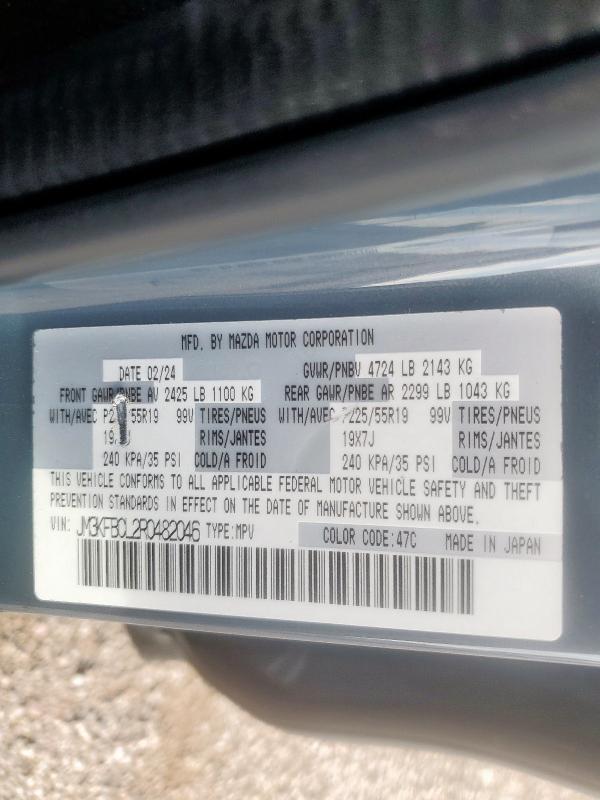 MFD. BY MAZDA MOTOR CORPORATION
DATE 02/24 GVWR/PNBV 4724 LB 2143 KG
FRONT GAWR/PNBE AV 2425 LB 1100 KG REAR GAWR/PNBE AR 2299 LB 1043 KG
WITH/AVEC 55R19 99V TIRES/PNEUS WITH/AVEC P225/55R19 99V TIRES/PNEUS
RIMS/JANTES 19X7J RIMS/JANTES
240 KPA/35 PSI COLD/A FROID 240 KPA/35 PSI COLD/A FROID
THIS VEHICLE CONFORMS TO ALL APPLICABLE FEDERAL MOTOR VEHICLE SAFETY AND THEFT
PREVENTION STANDARDS IN EFFECT ON THE DATE OF MANUFACTURE SHOWN ABOVE.
VIN: JM3KFBCL2R0482046 TYPE:MPV COLOR CODE:47C MADE IN JAPAN